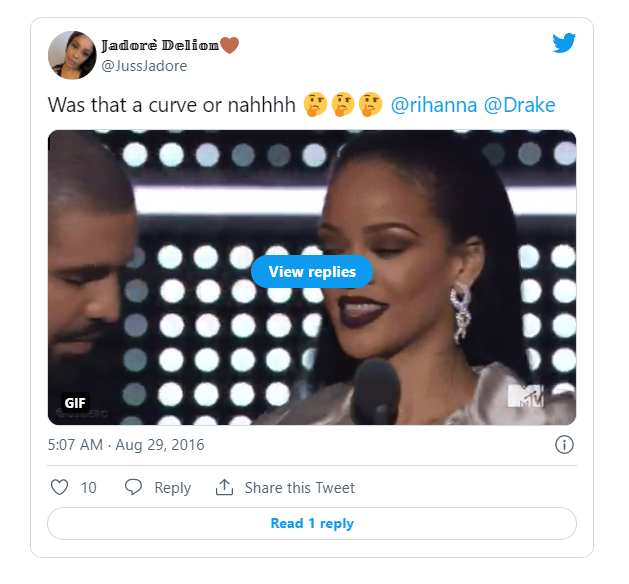 𝕵𝖆𝖉𝖔𝖗è 𝕯𝖊𝖑𝖎𝖔𝖓🤎
@JussJadore
Was that a curve or nahhhh 🤔🤔🤔 @rihanna @Drake
View replies
GIF
MTV
5:07 AM · Aug 29, 2016
10 Reply Share this Tweet
Read 1 reply